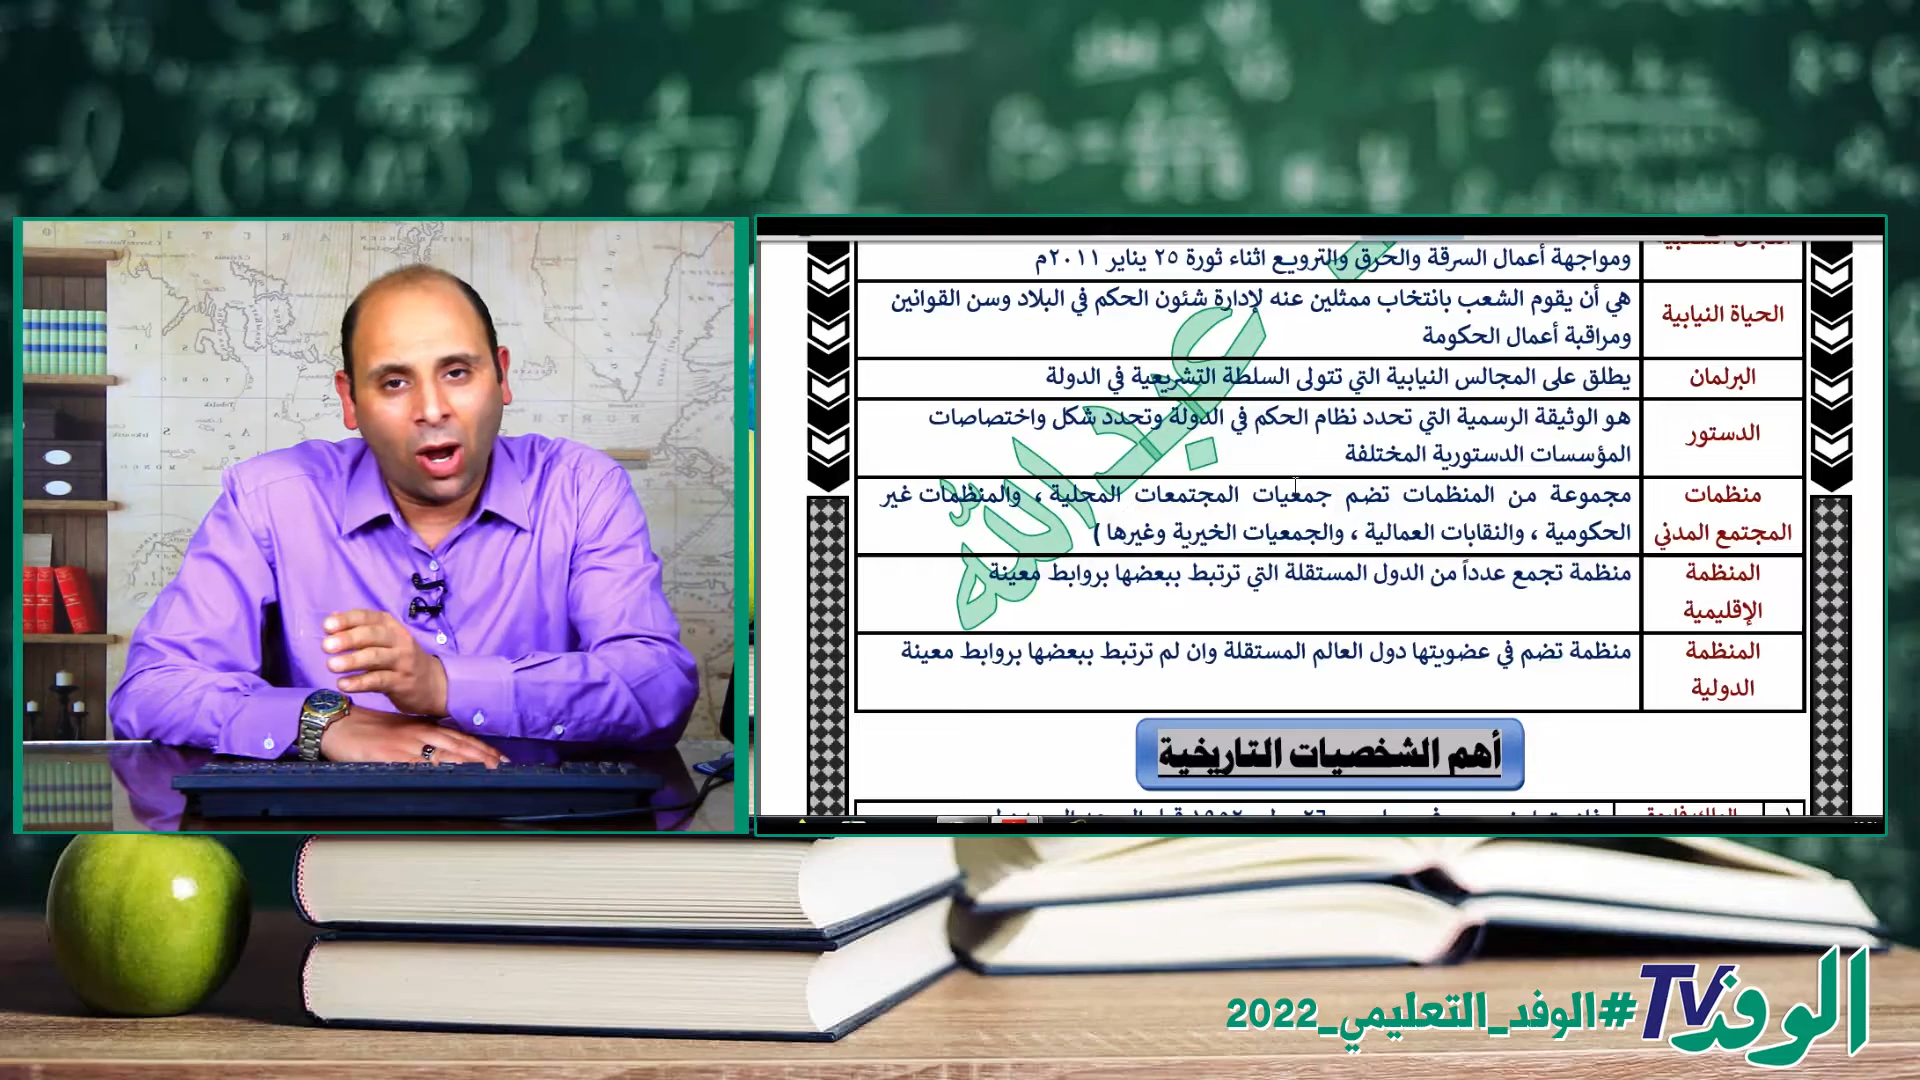 ومواجهة أعمال السرقة والحرق والترويع اثناء ثورة ٢٥ يناير ٢٠١١م
الحياة النيابية
هي أن يقوم الشعب بانتخاب ممثلين عنه لإدارة شئون الحكم في البلاد وسن القوانين
ومراقبة أعمال الحكومة
البرلمان
يطلق على المجالس النيابية التي تتولى السلطة التشريعية في الدولة
الدستور
هو الوثيقة الرسمية التي تحدد نظام الحكم في الدولة وتحدد شكل واختصاصات
المؤسسات الدستورية المختلفة
منظمات
المجتمع المدني
مجموعة من المنظمات تضم جمعيات المجتمعات المحلية ، والمنظمات غير
الحكومية ، والنقابات العمالية ، والجمعيات الخيرية وغيرها )
المنظمة
الإقليمية
منظمة تجمع عدداً من الدول المستقلة التي ترتبط ببعضها بروابط معينة
المنظمة
الدولية
منظمة تضم في عضويتها دول العالم المستقلة وان لم ترتبط ببعضها بروابط معينة
أهم الشخصيات التاريخية
عبدالله
الوفد TV
#الوفد_التعليمي_2022